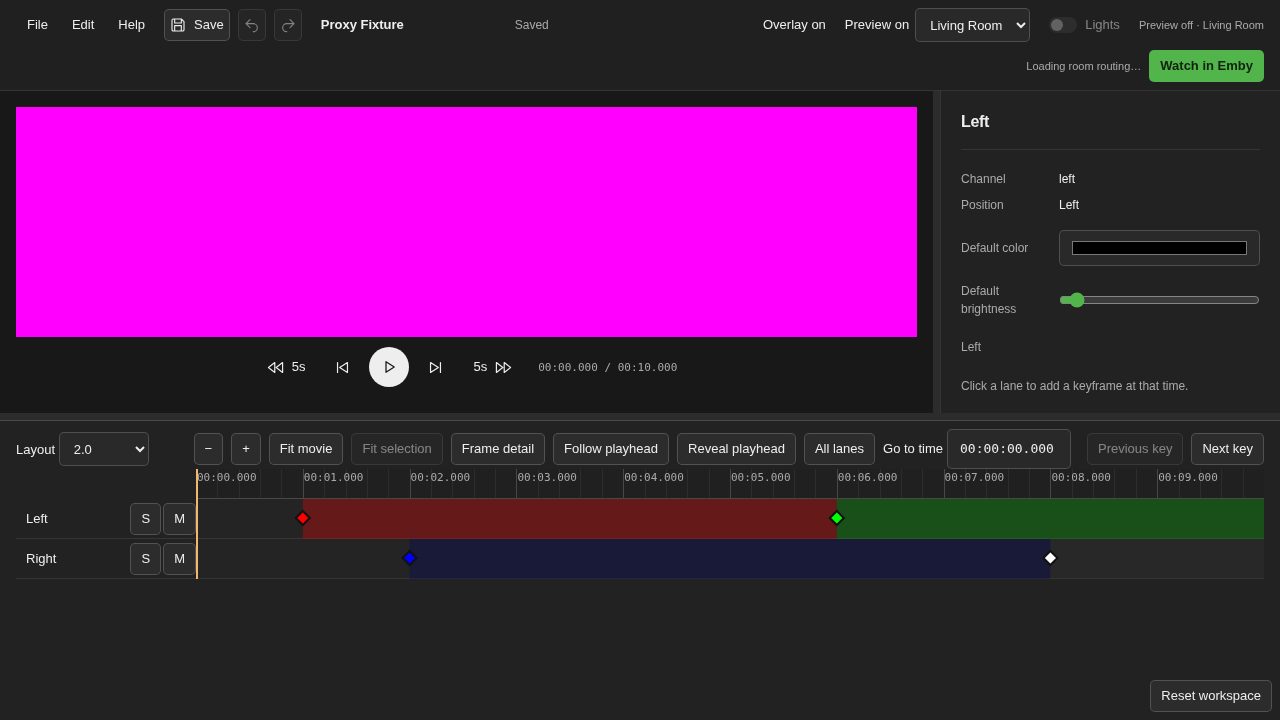 File Edit Help Save Proxy Fixture Saved Overlay on Preview on Living Room Lights Preview off · Living Room
Loading room routing… Watch in Emby
Left
Channel left
Position Left
Default color
Default
brightness
Left
Click a lane to add a keyframe at that time.
5s 5s 00:00.000 / 00:10.000
Layout 2.0 − + Fit movie Fit selection Frame detail Follow playhead Reveal playhead All lanes Go to time 00:00:00.000 Previous key Next key
00:00.000 00:01.000 00:02.000 00:03.000 00:04.000 00:05.000 00:06.000 00:07.000 00:08.000 00:09.000
Left S M
Right S M
Reset workspace